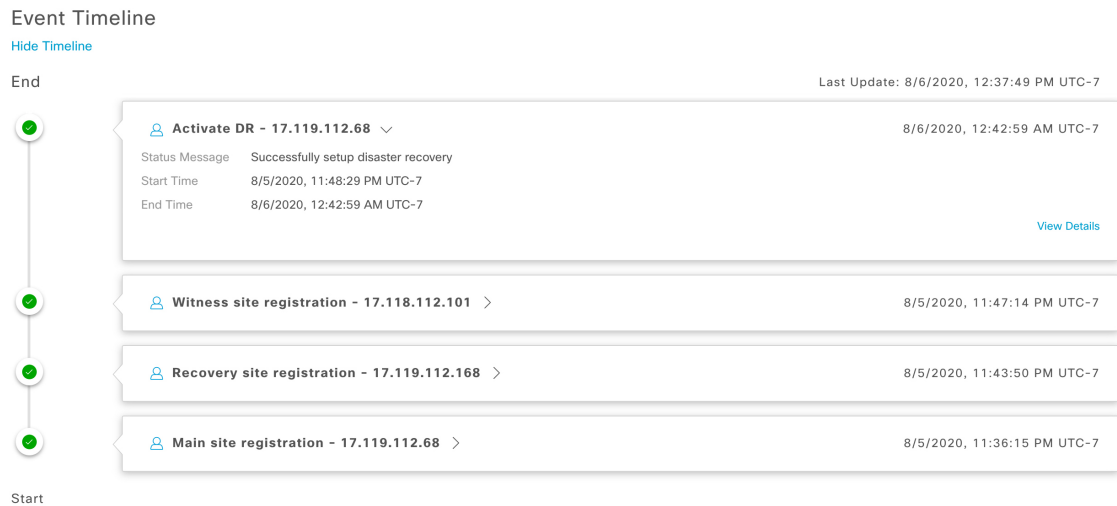 Event Timeline
Hide Timeline
End
Last Update: 8/6/2020, 12:37:49 PM UTC-7
Activate DR - 17.119.112.68
8/6/2020, 12:42:59 AM UTC-7
Status Message Successfully setup disaster recovery
Start Time 8/5/2020, 11:48:29 PM UTC-7
End Time 8/6/2020, 12:42:59 AM UTC-7
View Details
Witness site registration - 17.118.112.101
8/5/2020, 11:47:14 PM UTC-7
Recovery site registration - 17.119.112.168
8/5/2020, 11:43:50 PM UTC-7
Main site registration - 17.119.112.68
8/5/2020, 11:36:15 PM UTC-7
Start